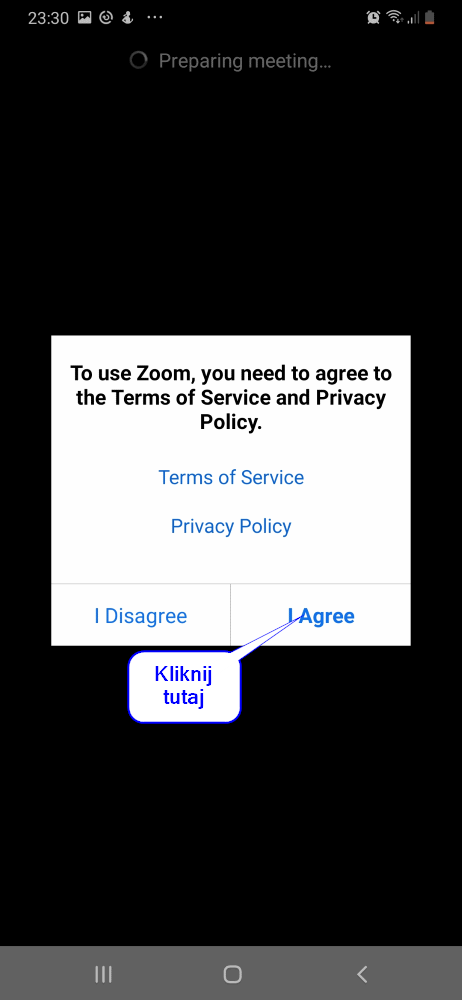 23:30
Preparing meeting...
To use Zoom, you need to agree to
the Terms of Service and Privacy
Policy.
Terms of Service
Privacy Policy
I Disagree
I Agree
Kliknij
tutaj